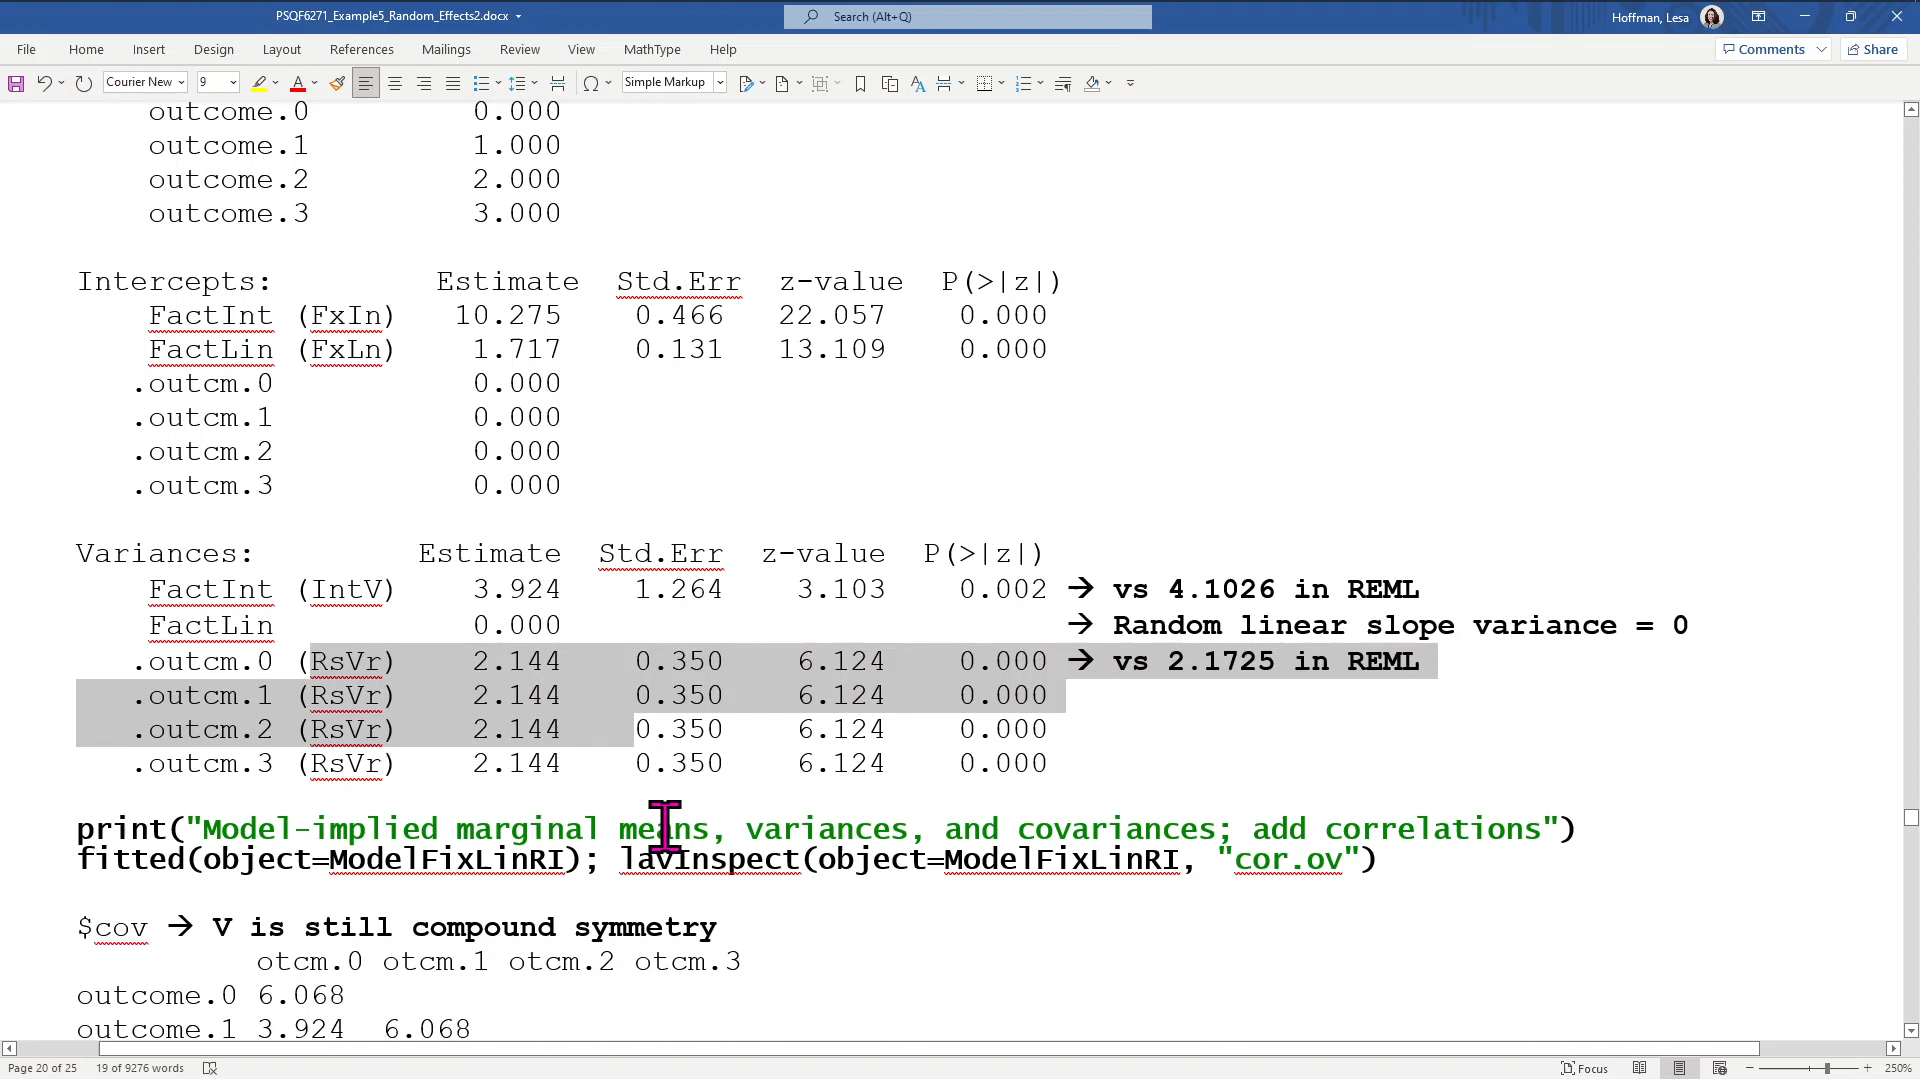 PSQF6271_Example5_Random_Effects2.docx
Search (Alt+Q)
Hoffman, Lesa
File Home Insert Design Layout References Mailings Review View MathType Help
Comments Share
Courier New 9 Simple Markup
outcome.0 0.000
outcome.1 1.000
outcome.2 2.000
outcome.3 3.000
Intercepts: Estimate Std.Err z-value P(>|z|)
FactInt (FxIn) 10.275 0.466 22.057 0.000
FactLin (FxLn) 1.717 0.131 13.109 0.000
.outcm.0 0.000
.outcm.1 0.000
.outcm.2 0.000
.outcm.3 0.000
Variances: Estimate Std.Err z-value P(>|z|)
FactInt (IntV) 3.924 1.264 3.103 0.002 → vs 4.1026 in REML
FactLin 0.000 → Random linear slope variance = 0
.outcm.0 (RsVr) 2.144 0.350 6.124 0.000 → vs 2.1725 in REML
.outcm.1 (RsVr) 2.144 0.350 6.124 0.000
.outcm.2 (RsVr) 2.144 0.350 6.124 0.000
.outcm.3 (RsVr) 2.144 0.350 6.124 0.000
print("Model-implied marginal means, variances, and covariances; add correlations")
fitted(object=ModelFixLinRI); lavInspect(object=ModelFixLinRI, "cor.ov")
$cov → V is still compound symmetry
otcm.0 otcm.1 otcm.2 otcm.3
outcome.0 6.068
outcome.1 3.924 6.068
Page 20 of 25 19 of 9276 words Focus 250%